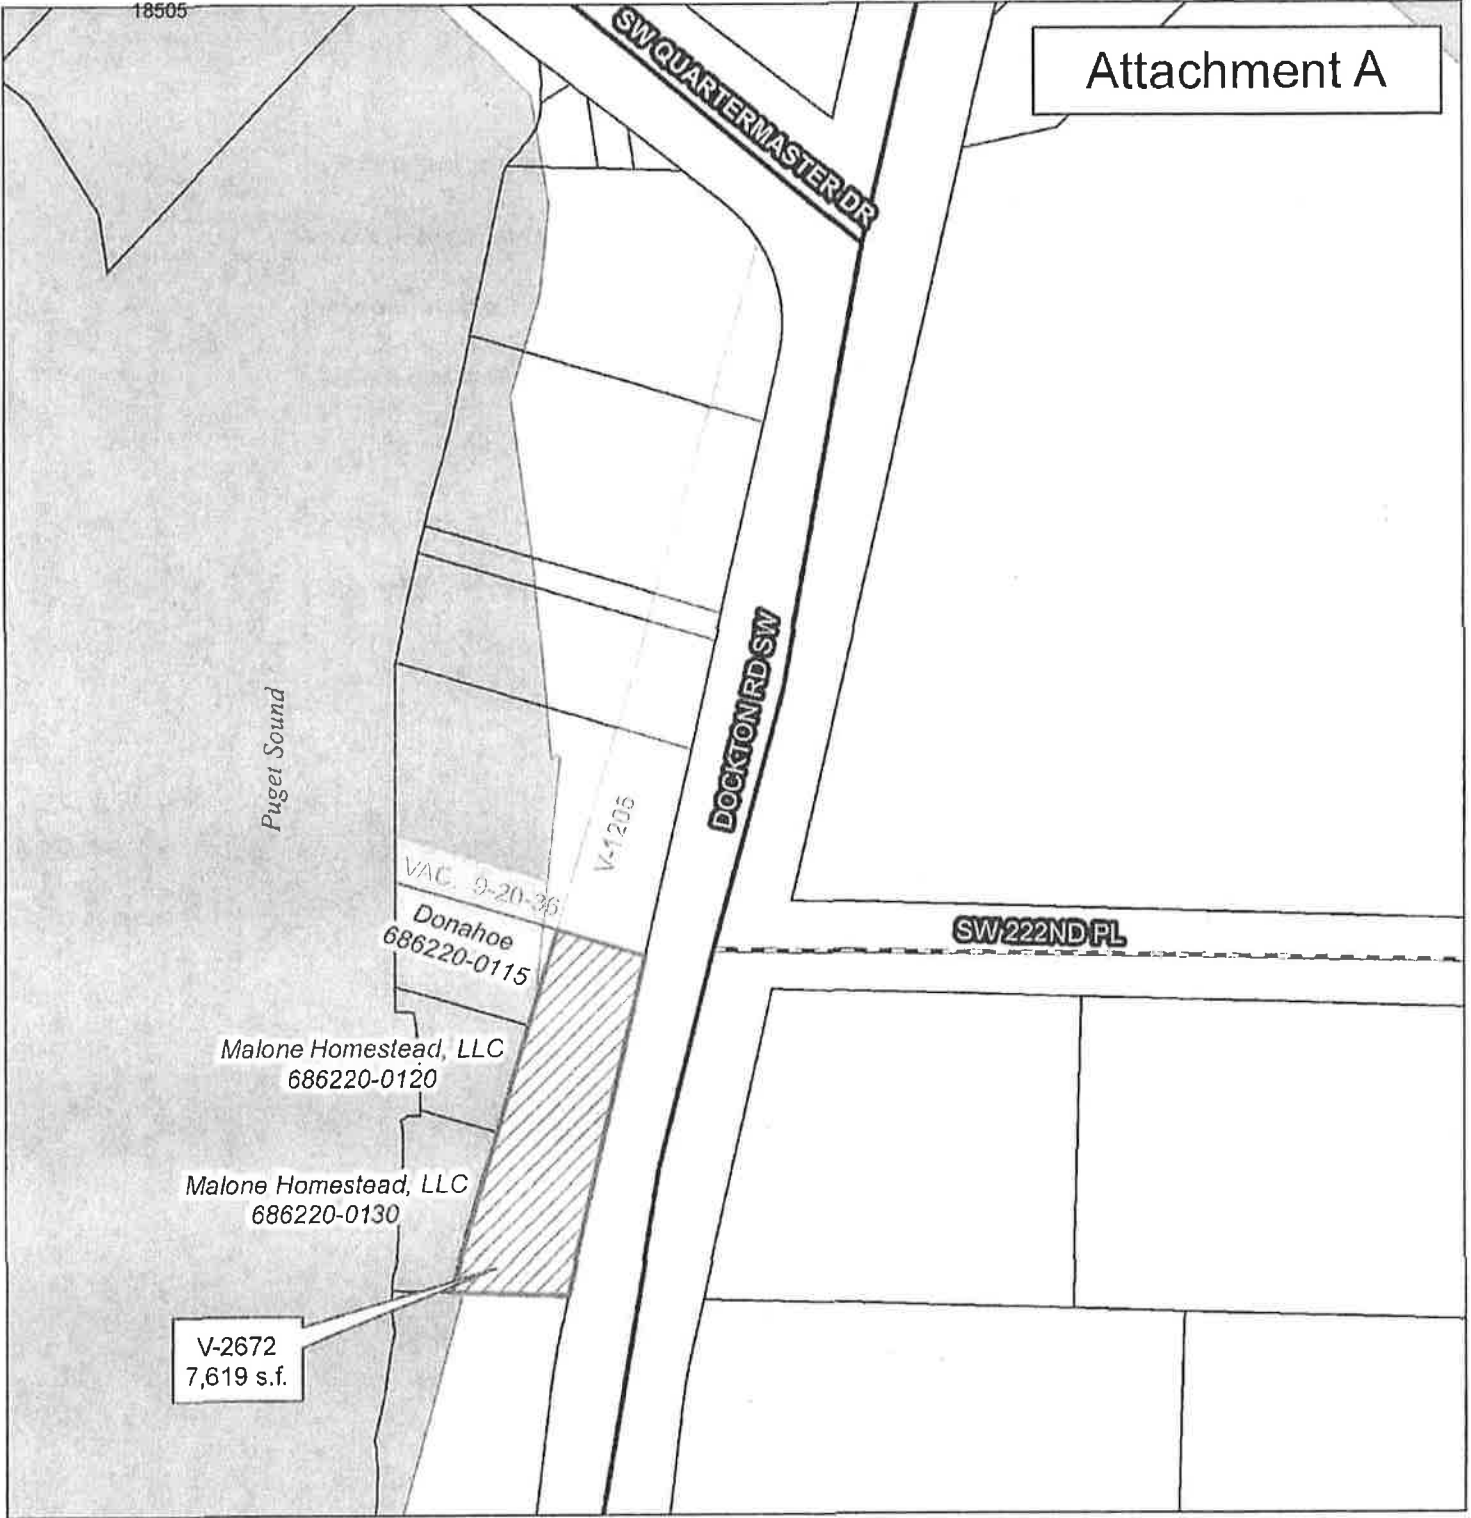 18505
SW QUARTERMASTER DR
Attachment A
Puget Sound
DOCKTON RD SW
V-1205
VAC. 9-20-36
Donahoe
686220-0115
SW 222ND PL
Malone Homestead, LLC
686220-0120
Malone Homestead, LLC
686220-0130
V-2672
7,619 s.f.